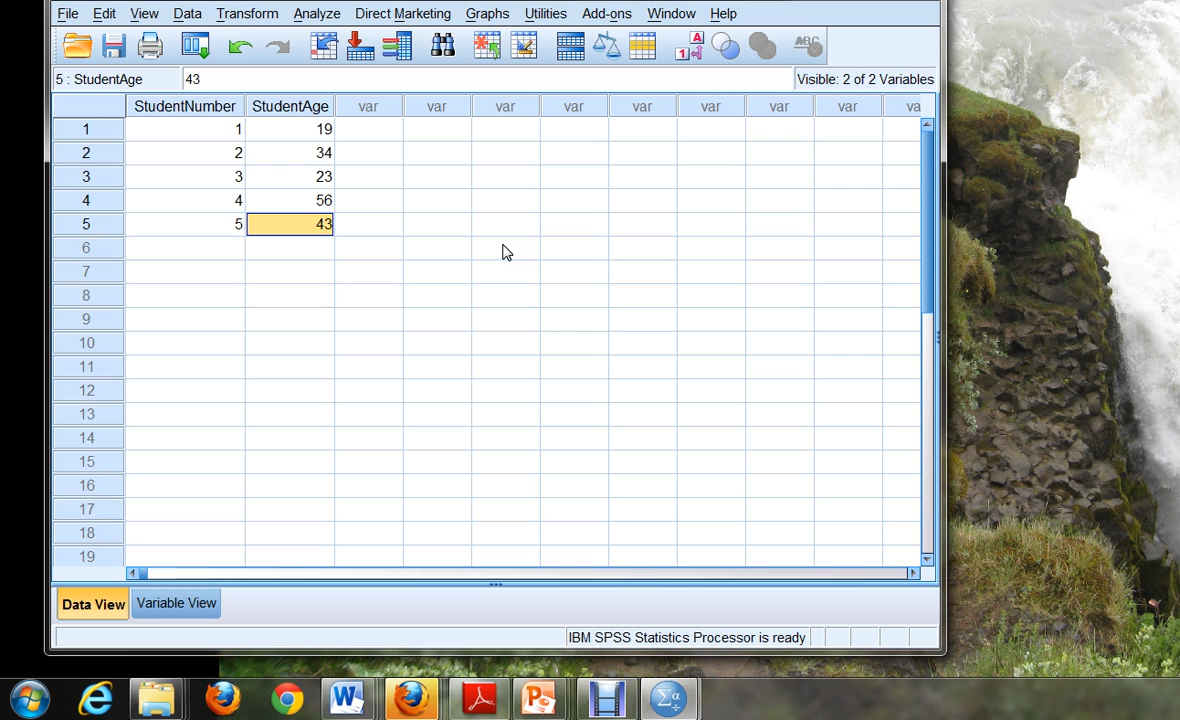 File Edit View Data Transform Analyze Direct Marketing Graphs Utilities Add-ons Window Help
A
1
ABC
5 : StudentAge 43 Visible: 2 of 2 Variables
StudentNumber StudentAge var var var var var var var var va
1 1 19
2 2 34
3 3 23
4 4 56
5 5 43
6
7
8
9
10
11
12
13
14
15
16
17
18
19
Data View Variable View
IBM SPSS Statistics Processor is ready
W P Σα÷